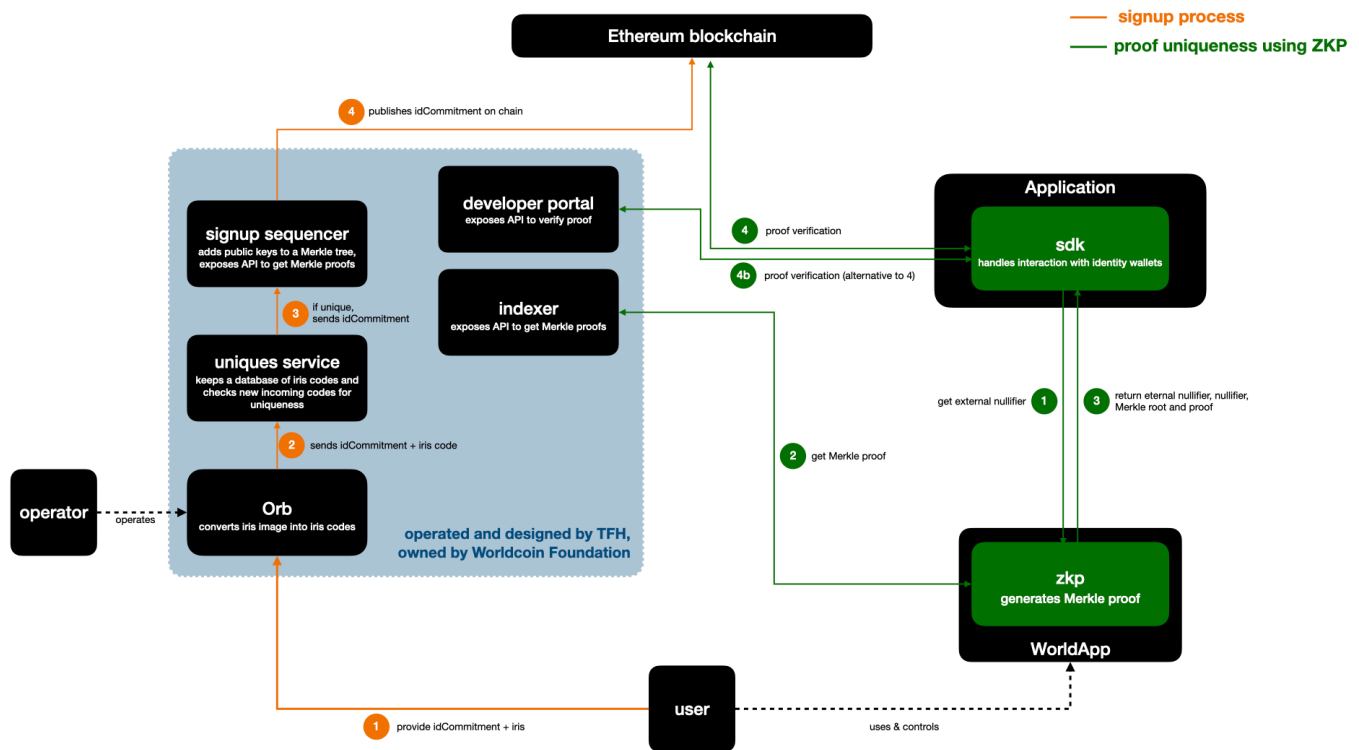 signup process
proof uniqueness using ZKP
Ethereum blockchain
4
publishes idCommitment on chain
signup sequencer
adds public keys to a Merkle tree,
exposes API to get Merkle proofs
developer portal
exposes API to verify proof
Application
sdk
handles interaction with identity wallets
4
proof verification
4b
proof verification (alternative to 4)
3
if unique,
sends idCommitment
indexer
exposes API to get Merkle proofs
uniques service
keeps a database of iris codes and
checks new incoming codes for
uniqueness
get external nullifier
1
3
return eternal nullifier, nullifier,
Merkle root and proof
2
sends idCommitment + iris code
2
get Merkle proof
operator
operates
Orb
converts iris image into iris codes
operated and designed by TFH,
owned by Worldcoin Foundation
zkp
generates Merkle proof
WorldApp
user
1
provide idCommitment + iris
uses & controls